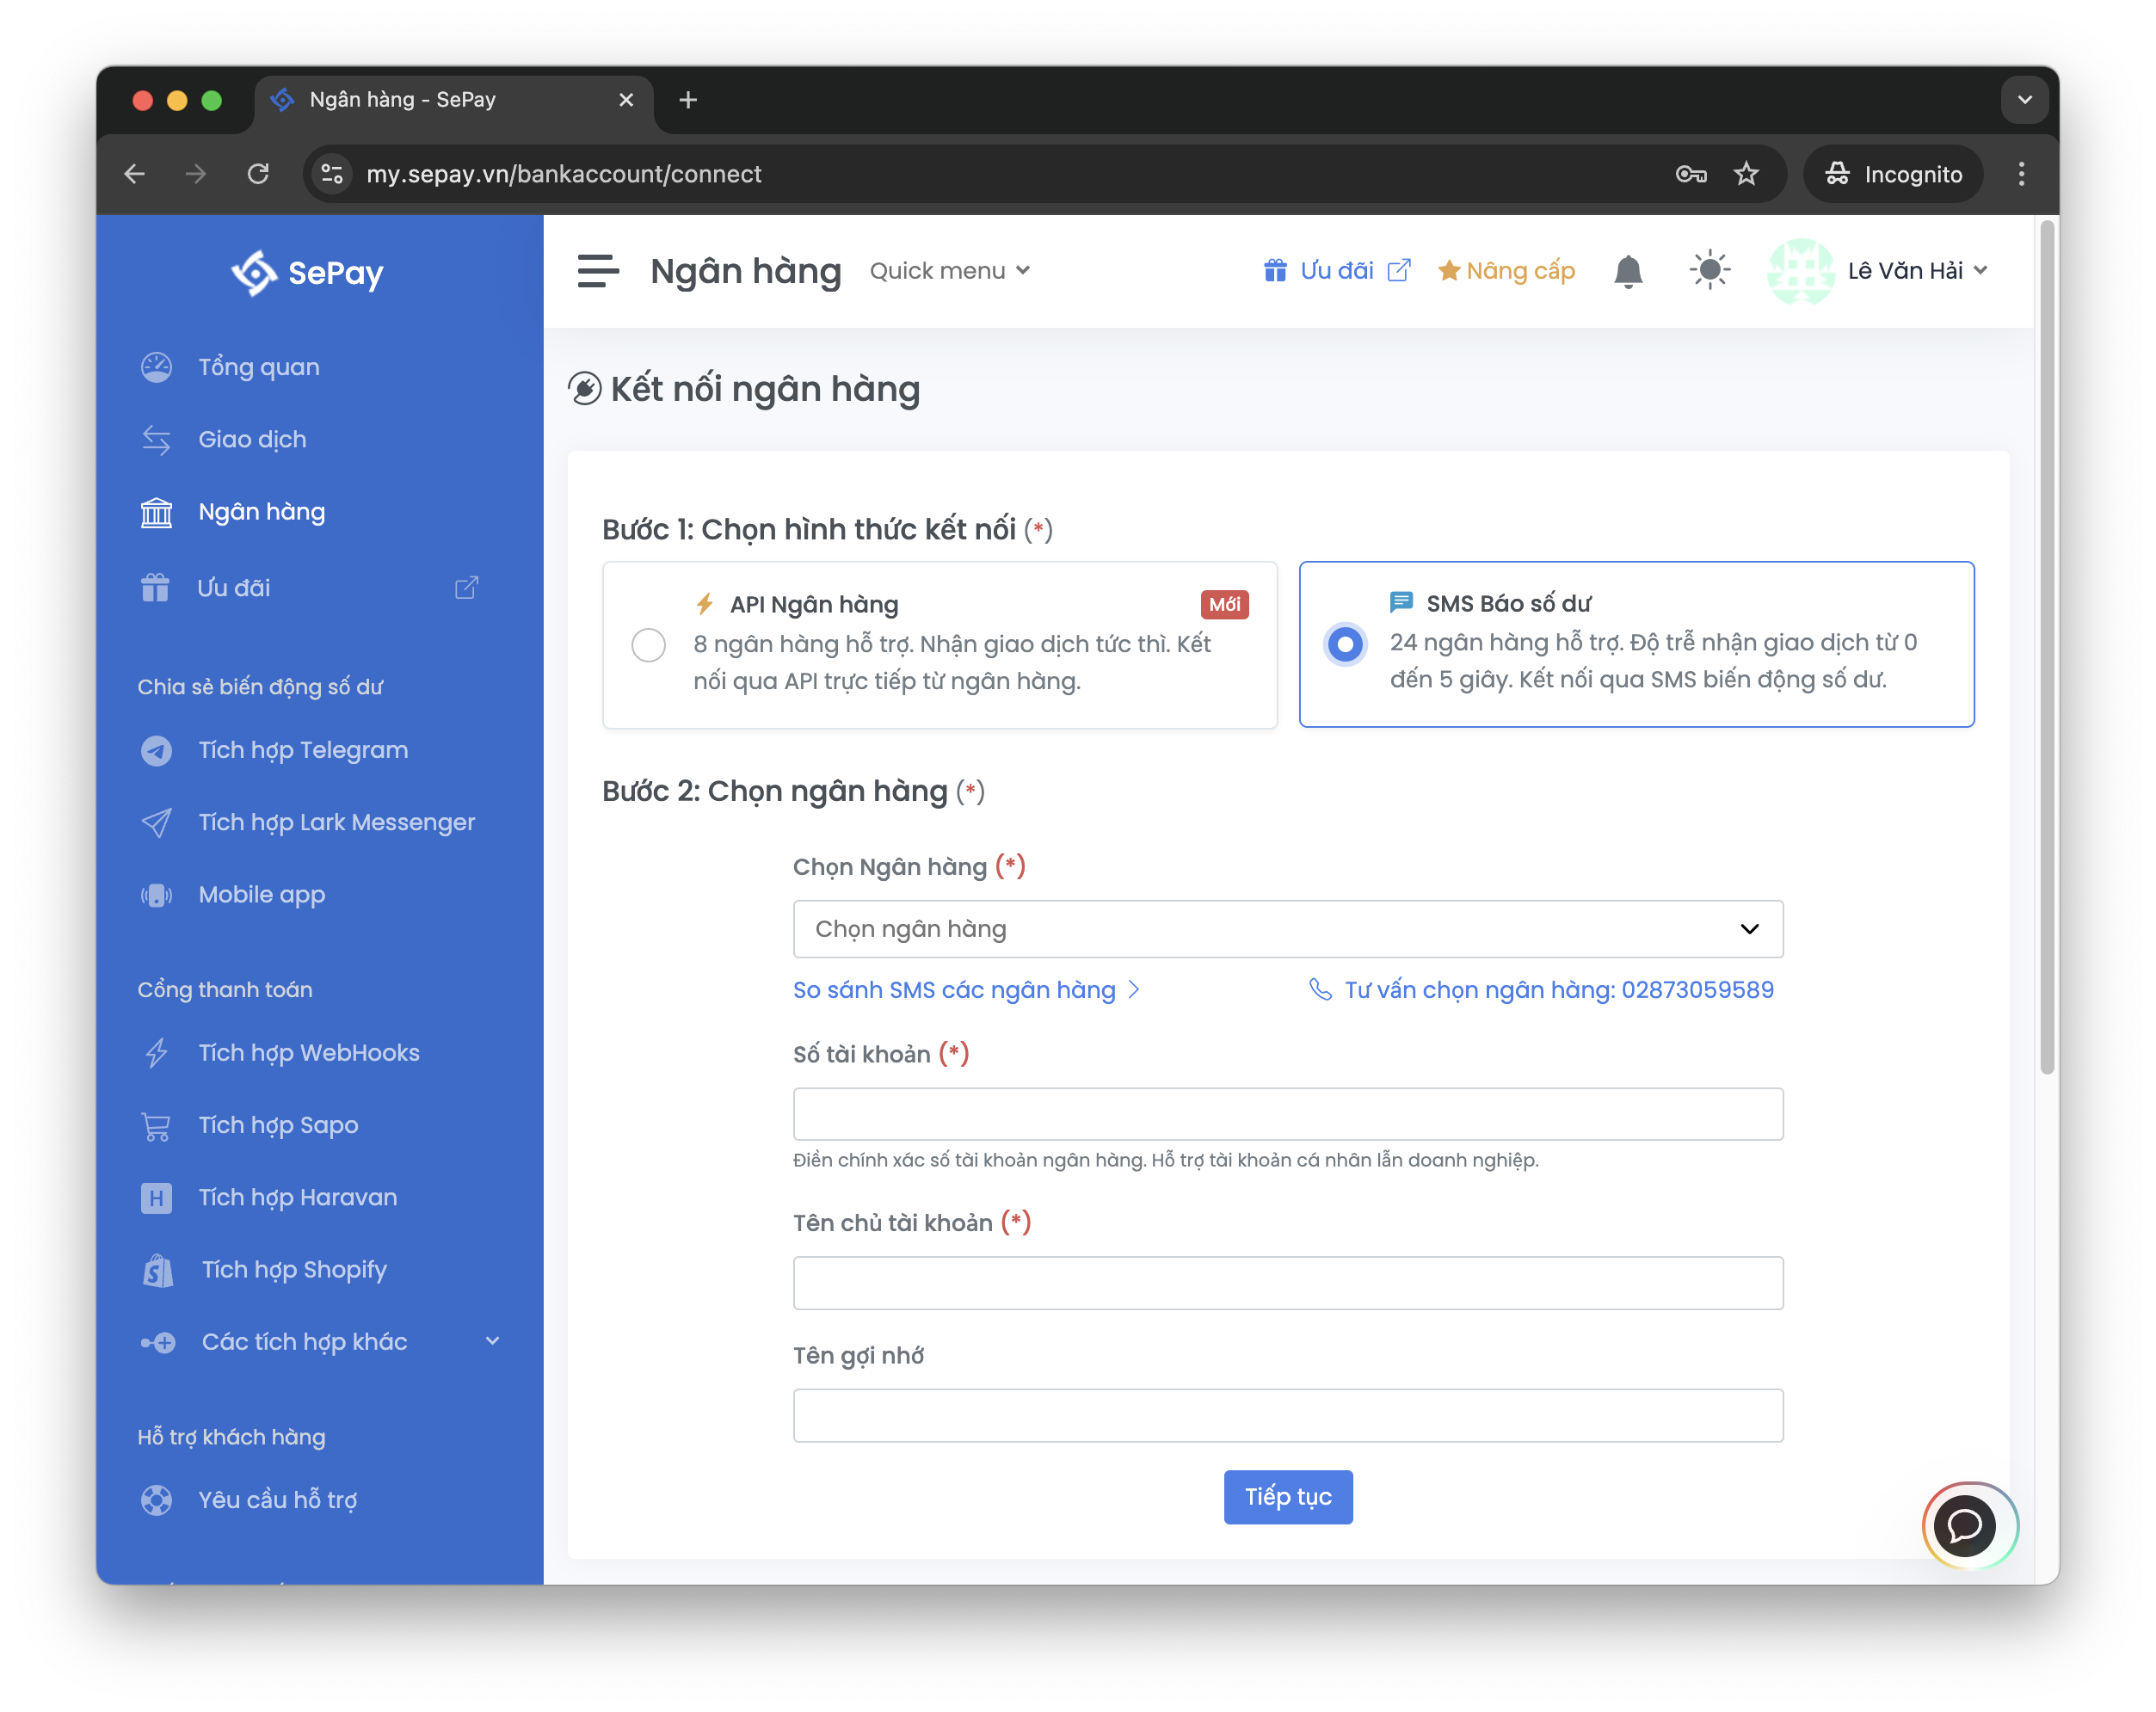 Ngân hàng - SePay
my.sepay.vn/bankaccount/connect
Incognito
SePay
Tổng quan
Giao dịch
Ngân hàng
Ưu đãi
Chia sẻ biến động số dư
Tích hợp Telegram
Tích hợp Lark Messenger
Mobile app
Cổng thanh toán
Tích hợp WebHooks
Tích hợp Sapo
H Tích hợp Haravan
Tích hợp Shopify
Các tích hợp khác
Hỗ trợ khách hàng
Yêu cầu hỗ trợ
Ngân hàng Quick menu Ưu đãi Nâng cấp Lê Văn Hải
Kết nối ngân hàng
Bước 1: Chọn hình thức kết nối (*)
API Ngân hàng Mới
8 ngân hàng hỗ trợ. Nhận giao dịch tức thì. Kết
nối qua API trực tiếp từ ngân hàng.
SMS Báo số dư
24 ngân hàng hỗ trợ. Độ trễ nhận giao dịch từ 0
đến 5 giây. Kết nối qua SMS biến động số dư.
Bước 2: Chọn ngân hàng (*)
Chọn Ngân hàng (*)
Chọn ngân hàng
So sánh SMS các ngân hàng Tư vấn chọn ngân hàng: 02873059589
Số tài khoản (*)
Điền chính xác số tài khoản ngân hàng. Hỗ trợ tài khoản cá nhân lẫn doanh nghiệp.
Tên chủ tài khoản (*)
Tên gợi nhớ
Tiếp tục